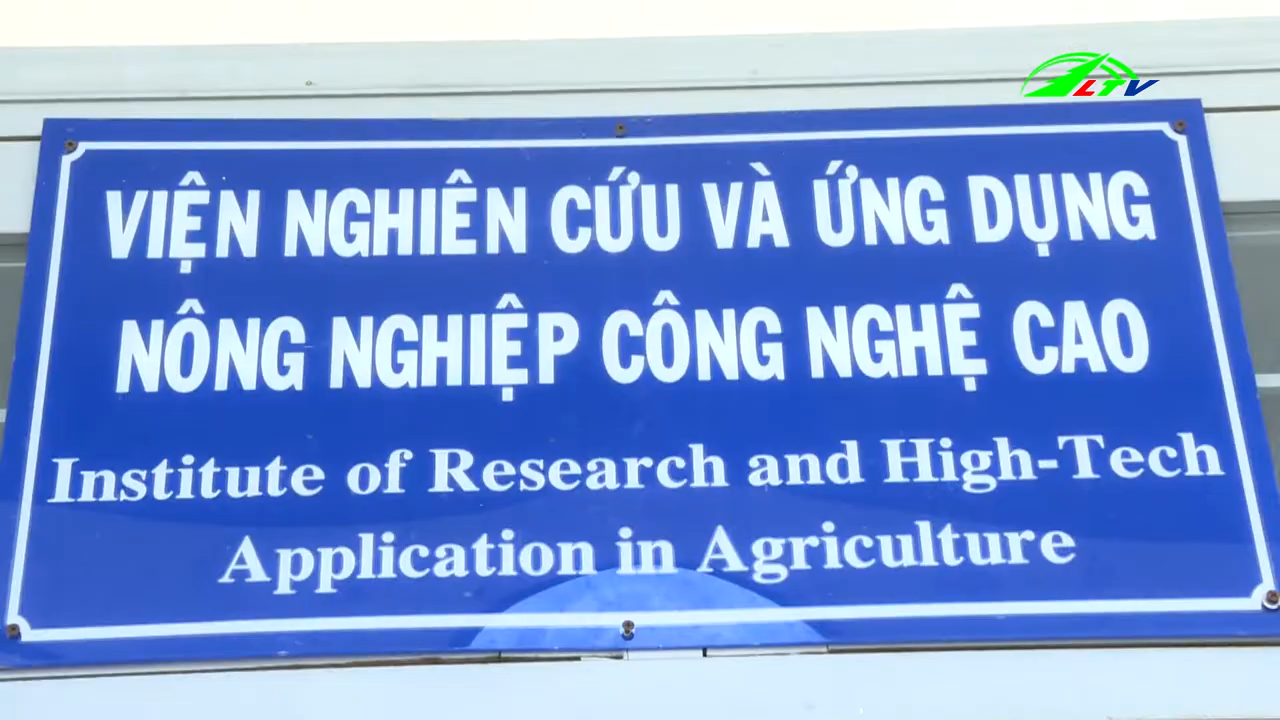 LTV
VIỆN NGHIÊN CỨU VÀ ỨNG DỤNG
NÔNG NGHIỆP CÔNG NGHỆ CAO
Institute of Research and High-Tech
Application in Agriculture